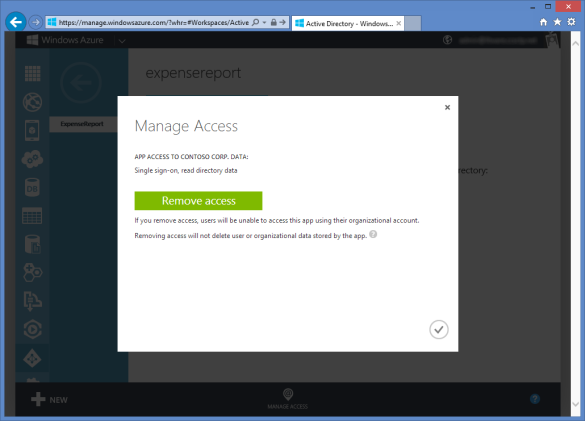 https://manage.windowsazure.com/?whr=#Workspaces/Active
Active Directory - Windows...
Windows Azure
expensereport
ExpenseReport
DB
ectory:
Manage Access
APP ACCESS TO CONTOSO CORP. DATA:
Single sign-on, read directory data
Remove access
If you remove access, users will be unable to access this app using their organizational account.
Removing access will not delete user or organizational data stored by the app.
NEW
MANAGE ACCESS